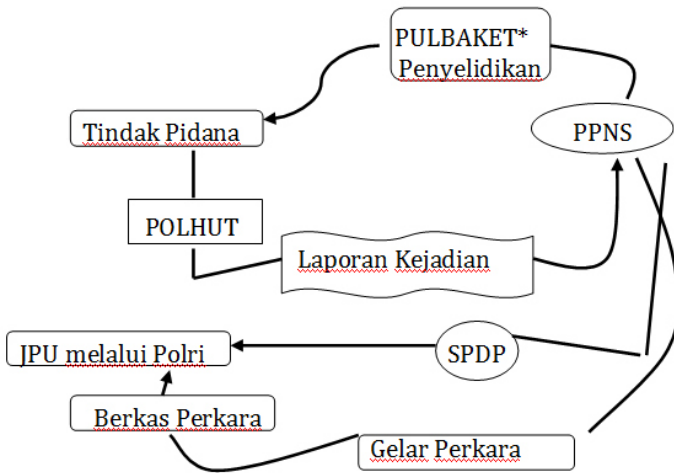 PULBAKET*
Penyelidikan
Tindak Pidana
PPNS
POLHUT
Laporan Kejadian
JPU melalui Polri
SPDP
Berkas Perkara
Gelar Perkara